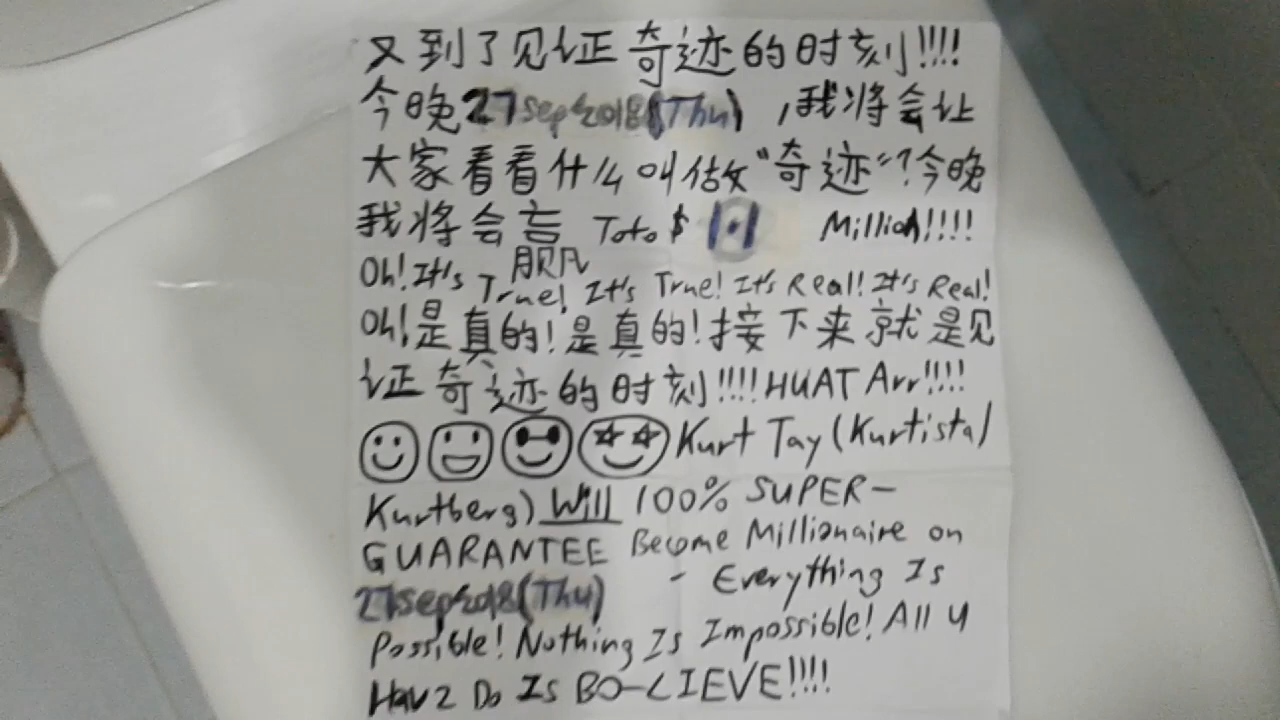 又到了见证奇迹的时刻!!!!
今晚27Sep2018(Thu),我将会让
大家看看什么叫做"奇迹"?今晚
我将会赢 Toto $ 1·1 Million!!!!
Oh! It's True! It's True! It's Real! It's Real!
Oh!是真的!是真的!接下来就是见
证奇迹的时刻!!!!HUAT Arr!!!!
Kurt Tay (Kurtista)
Kurtberg) Will 100% SUPER-
GUARANTEE Become Millionaire on
27Sep2018(Thu) - Everything Is
Possible! Nothing Is Impossible! All U
Hav 2 Do Is BO-LIEVE!!!!